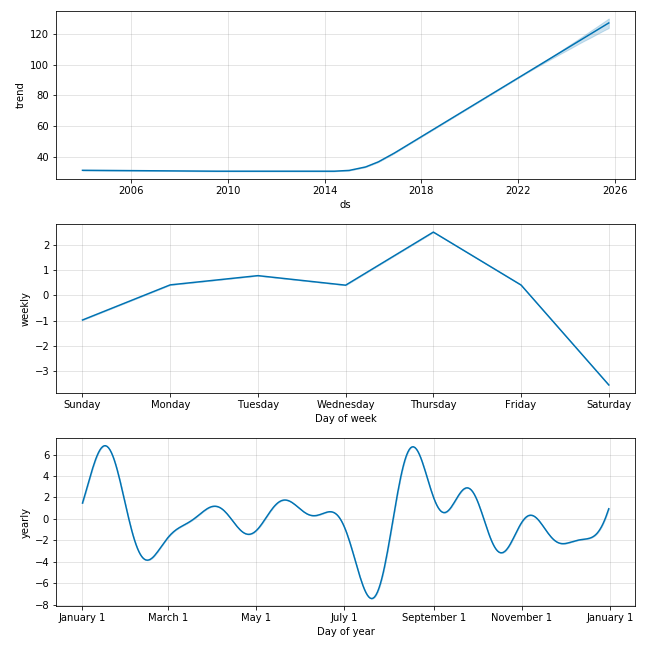 120
100
80
60
40
trend
2006 2010 2014 2018 2022 2026
ds
2
1
0
−1
−2
−3
weekly
Sunday Monday Tuesday Wednesday Thursday Friday Saturday
Day of week
6
4
2
0
−2
−4
−6
−8
yearly
January 1 March 1 May 1 July 1 September 1 November 1 January 1
Day of year